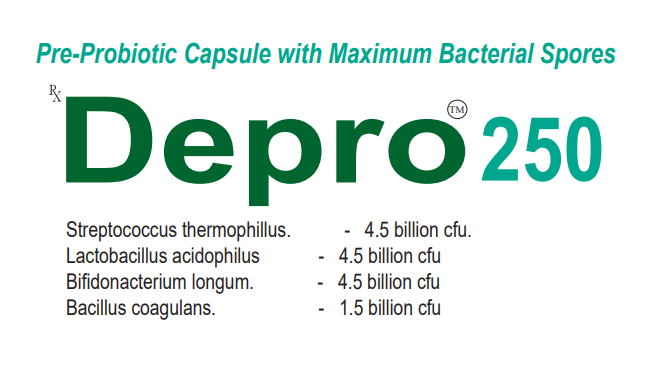 Pre-Probiotic Capsule with Maximum Bacterial Spores
Rx Depro TM 250
Streptococcus thermophillus. - 4.5 billion cfu.
Lactobacillus acidophilus - 4.5 billion cfu
Bifidonacterium longum. - 4.5 billion cfu
Bacillus coagulans. - 1.5 billion cfu